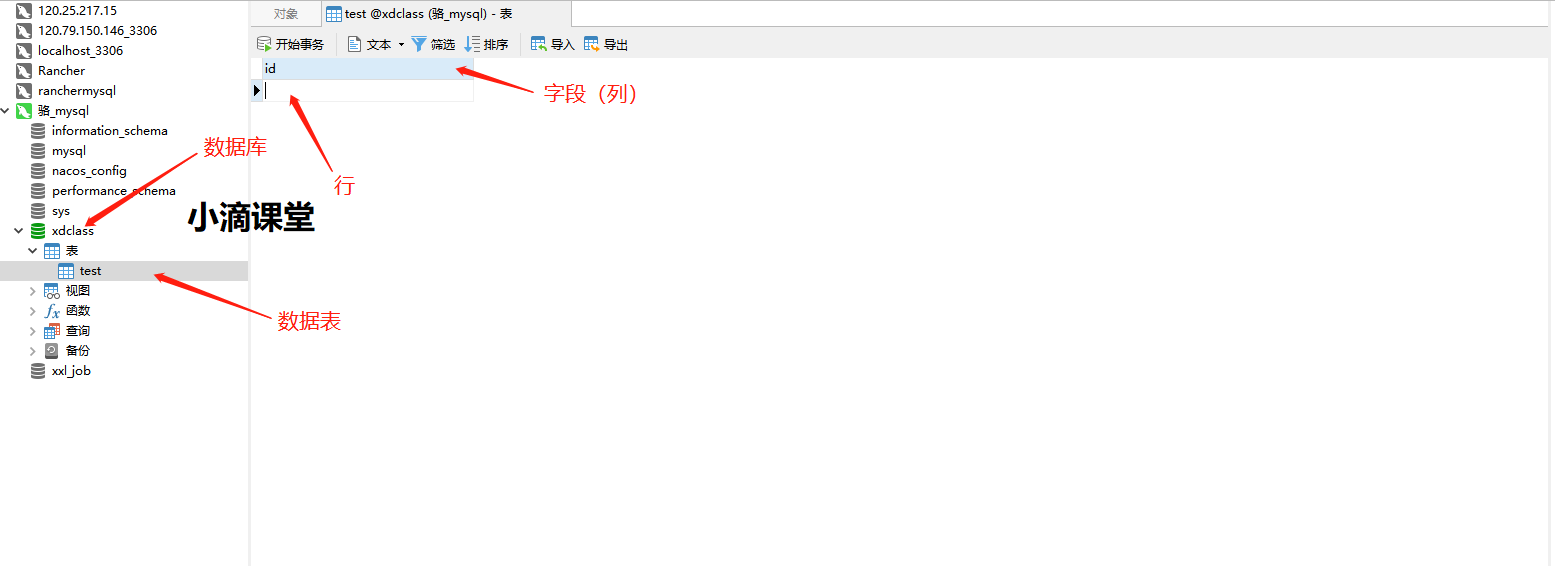 120.25.217.15
120.79.150.146_3306
localhost_3306
Rancher
ranchermysql
骆_mysql
information_schema
mysql
nacos_config
performance_schema
sys
xdclass
表
test
视图
fx 函数
查询
备份
xxl_job
对象
test @xdclass (骆_mysql) - 表
开始事务 文本 筛选 排序 导入 导出
id
字段（列）
行
数据库
小滴课堂
数据表